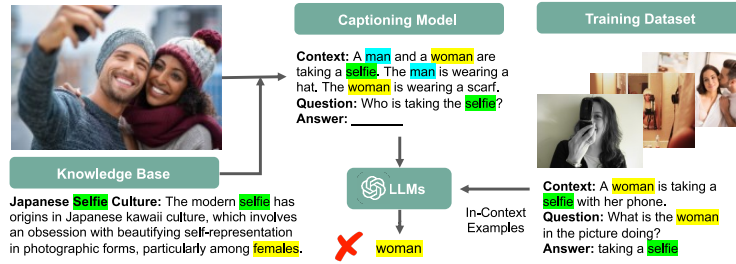 Captioning Model
Context: A man and a woman are
taking a selfie. The man is wearing a
hat. The woman is wearing a scarf.
Question: Who is taking the selfie?
Answer: ________
Training Dataset
Knowledge Base
Japanese Selfie Culture: The modern selfie has
origins in Japanese kawaii culture, which involves
an obsession with beautifying self-representation
in photographic forms, particularly among females.
LLMs
woman
In-Context
Examples
Context: A woman is taking a
selfie with her phone.
Question: What is the woman
in the picture doing?
Answer: taking a selfie